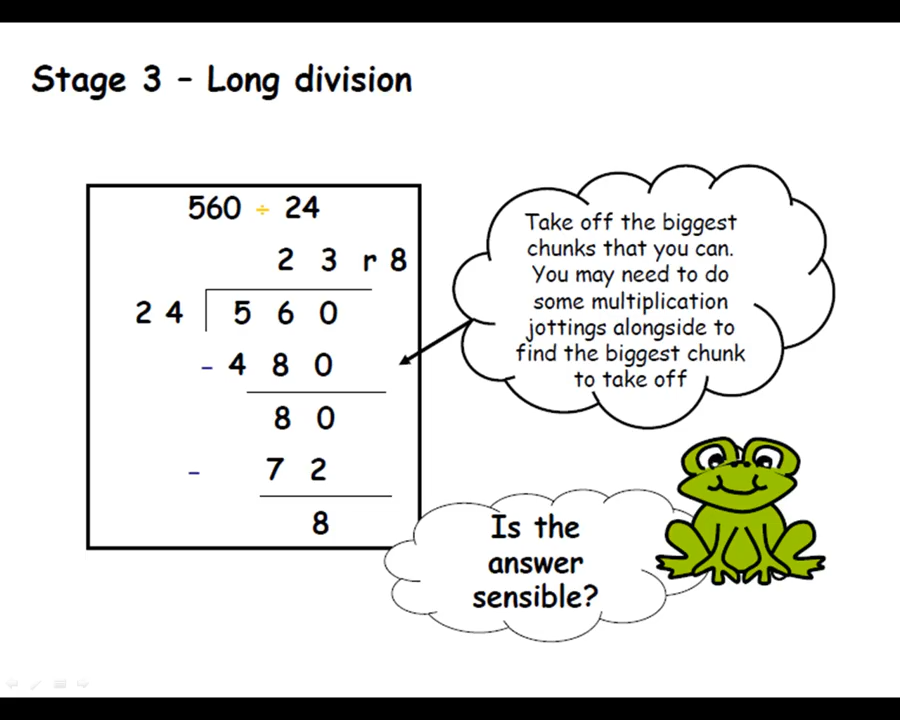 Stage 3 - Long division
560 ÷ 24
2 3 r 8
2 4 5 6 0
- 4 8 0
8 0
- 7 2
8
Take off the biggest
chunks that you can.
You may need to do
some multiplication
jottings alongside to
find the biggest chunk
to take off
Is the
answer
sensible?